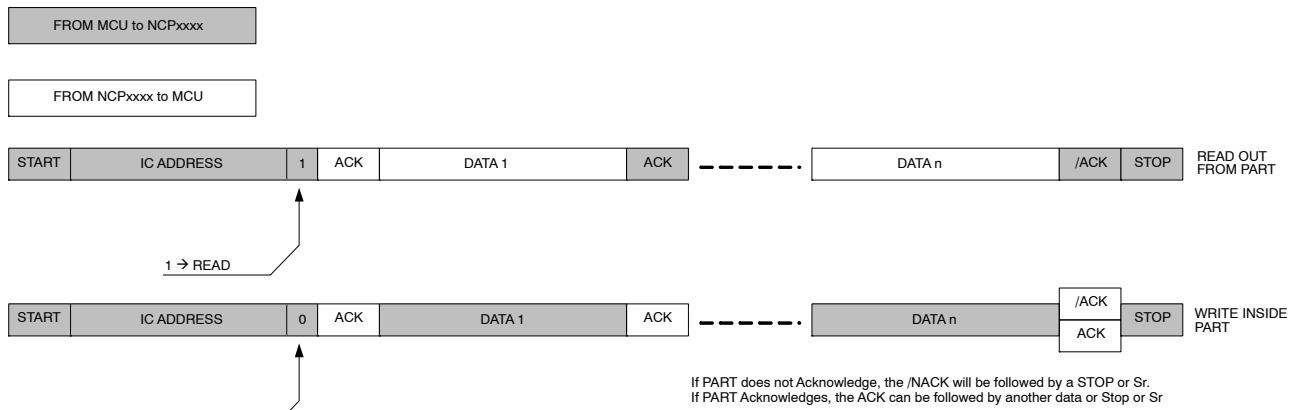 FROM MCU to NCPxxxx
FROM NCPxxxx to MCU
START IC ADDRESS 1 ACK DATA 1 ACK DATA n /ACK STOP READ OUT
FROM PART
1 → READ
START IC ADDRESS 0 ACK DATA 1 ACK DATA n /ACK STOP WRITE INSIDE
PART
ACK
If PART does not Acknowledge, the /NACK will be followed by a STOP or Sr.
If PART Acknowledges, the ACK can be followed by another data or Stop or Sr